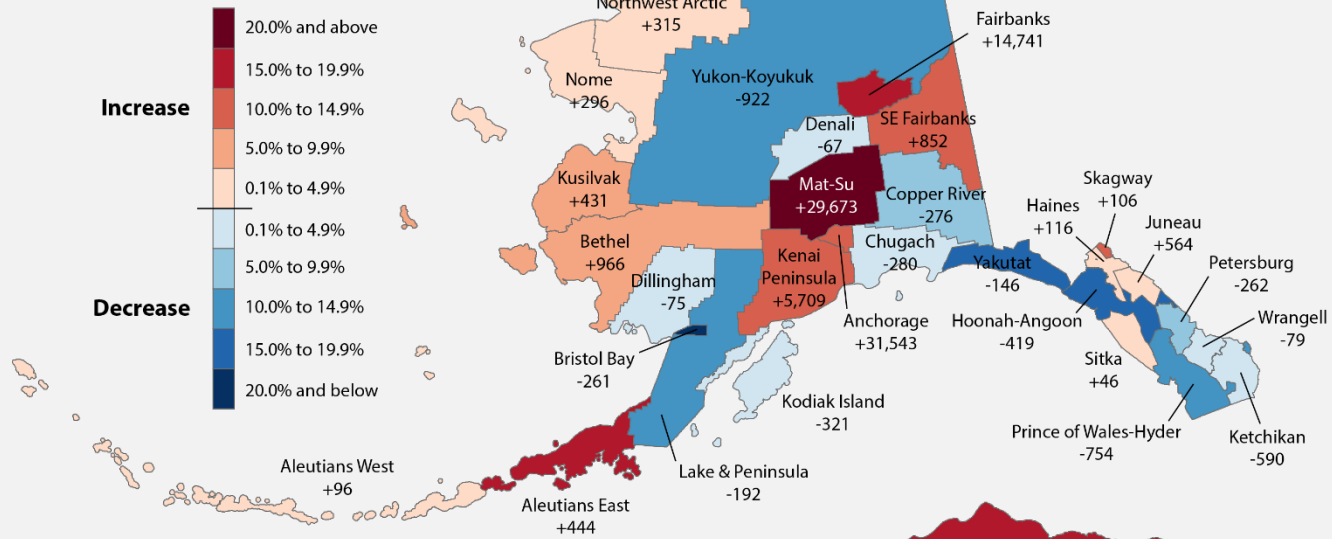 Increase
Decrease
20.0% and above
15.0% to 19.9%
10.0% to 14.9%
5.0% to 9.9%
0.1% to 4.9%
0.1% to 4.9%
5.0% to 9.9%
10.0% to 14.9%
15.0% to 19.9%
20.0% and below
Northwest Arctic
+315
Fairbanks
+14,741
Nome
+296
Yukon-Koyukuk
-922
Denali
-67
SE Fairbanks
+852
Kusilvak
+431
Mat-Su
+29,673
Copper River
-276
Skagway
+106
Haines
+116
Juneau
+564
Bethel
+966
Dillingham
-75
Kenai
Peninsula
+5,709
Chugach
-280
Yakutat
-146
Petersburg
-262
Anchorage
+31,543
Hoonah-Angoon
-419
Wrangell
-79
Bristol Bay
-261
Sitka
+46
Kodiak Island
-321
Prince of Wales-Hyder
-754
Ketchikan
-590
Aleutians West
+96
Lake & Peninsula
-192
Aleutians East
+444